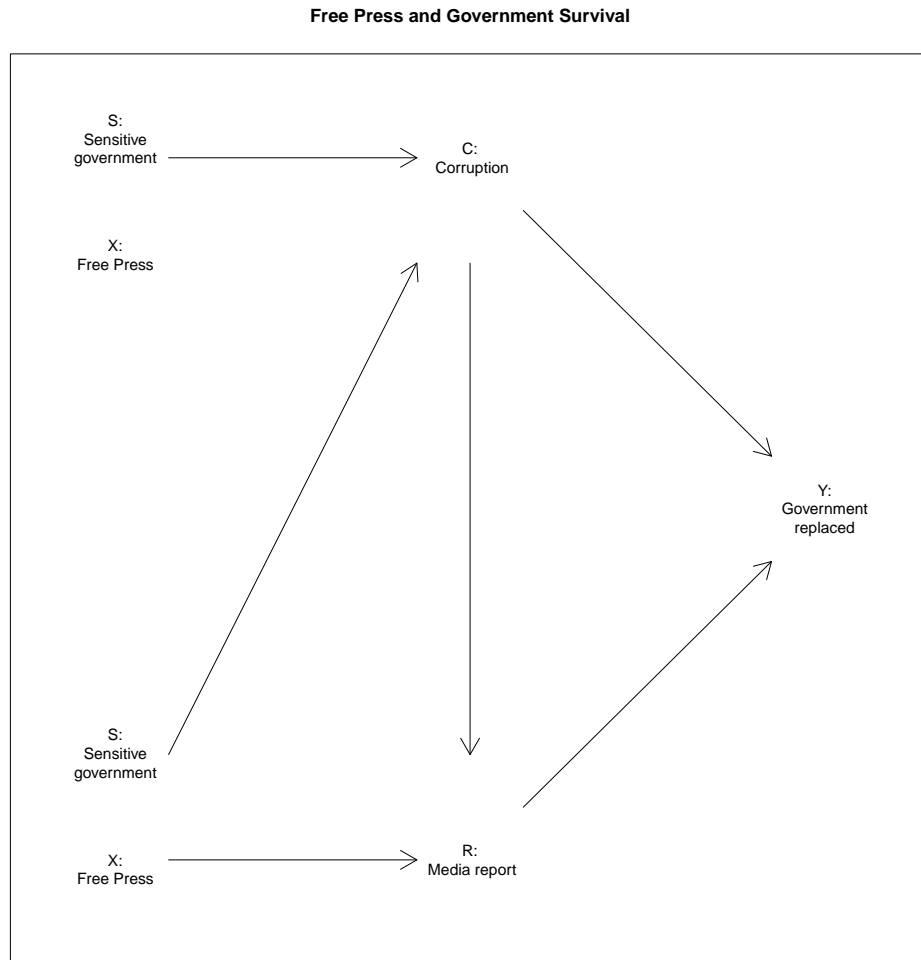 Free Press and Government Survival
S:
Sensitive
government
X:
Free Press
C:
Corruption
Y:
Government
replaced
S:
Sensitive
government
X:
Free Press
R:
Media report